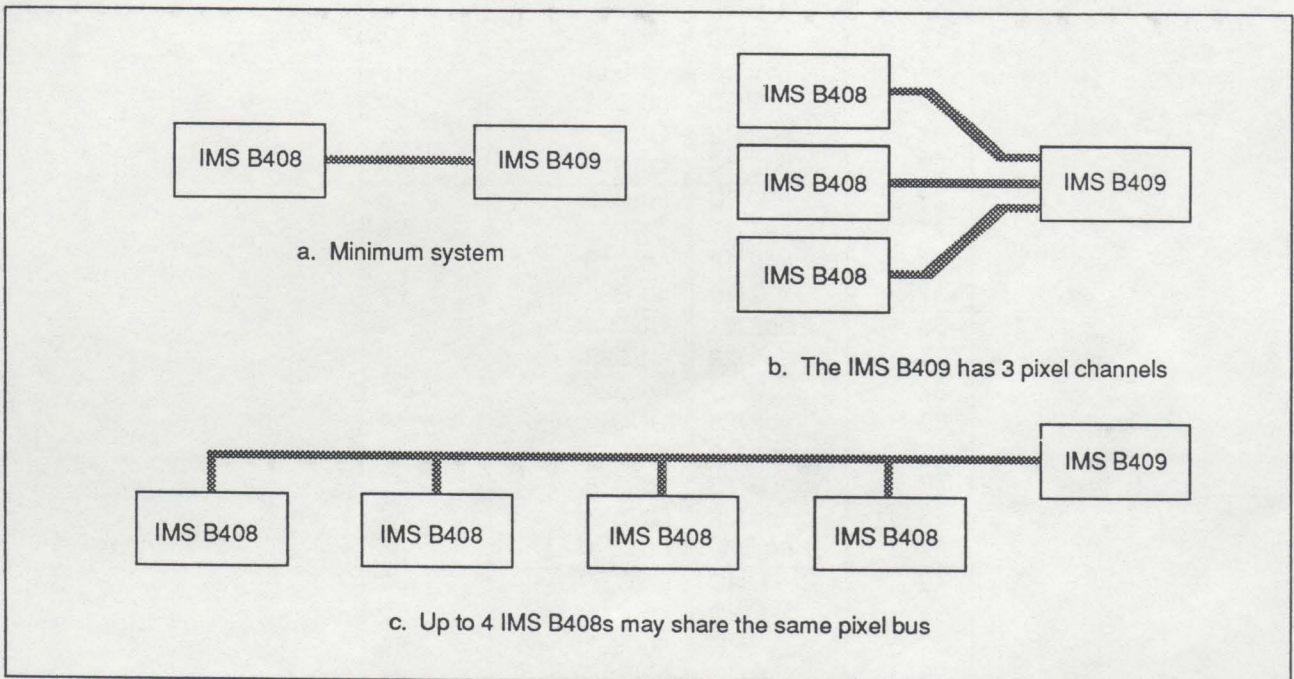 IMS B408
IMS B409
a. Minimum system
IMS B408
IMS B408
IMS B408
IMS B409
b. The IMS B409 has 3 pixel channels
IMS B409
IMS B408
IMS B408
IMS B408
IMS B408
c. Up to 4 IMS B408s may share the same pixel bus